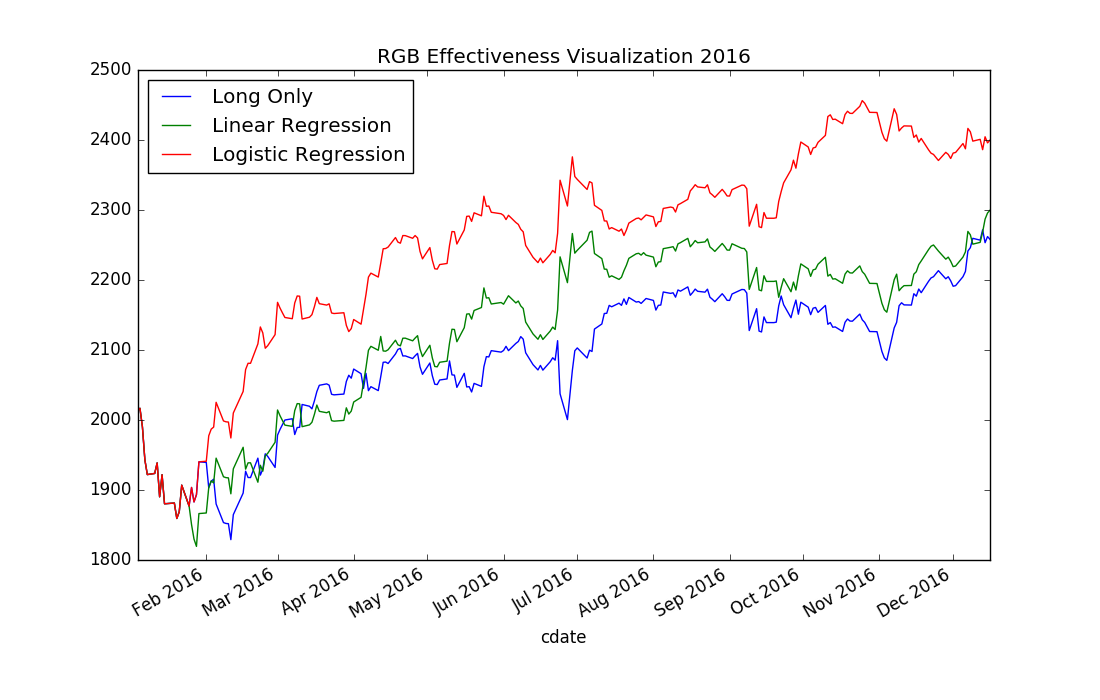 RGB Effectiveness Visualization 2016
2500
2400
2300
2200
2100
2000
1900
1800
Long Only
Linear Regression
Logistic Regression
Feb 2016
Mar 2016
Apr 2016
May 2016
Jun 2016
Jul 2016
Aug 2016
Sep 2016
Oct 2016
Nov 2016
Dec 2016
cdate